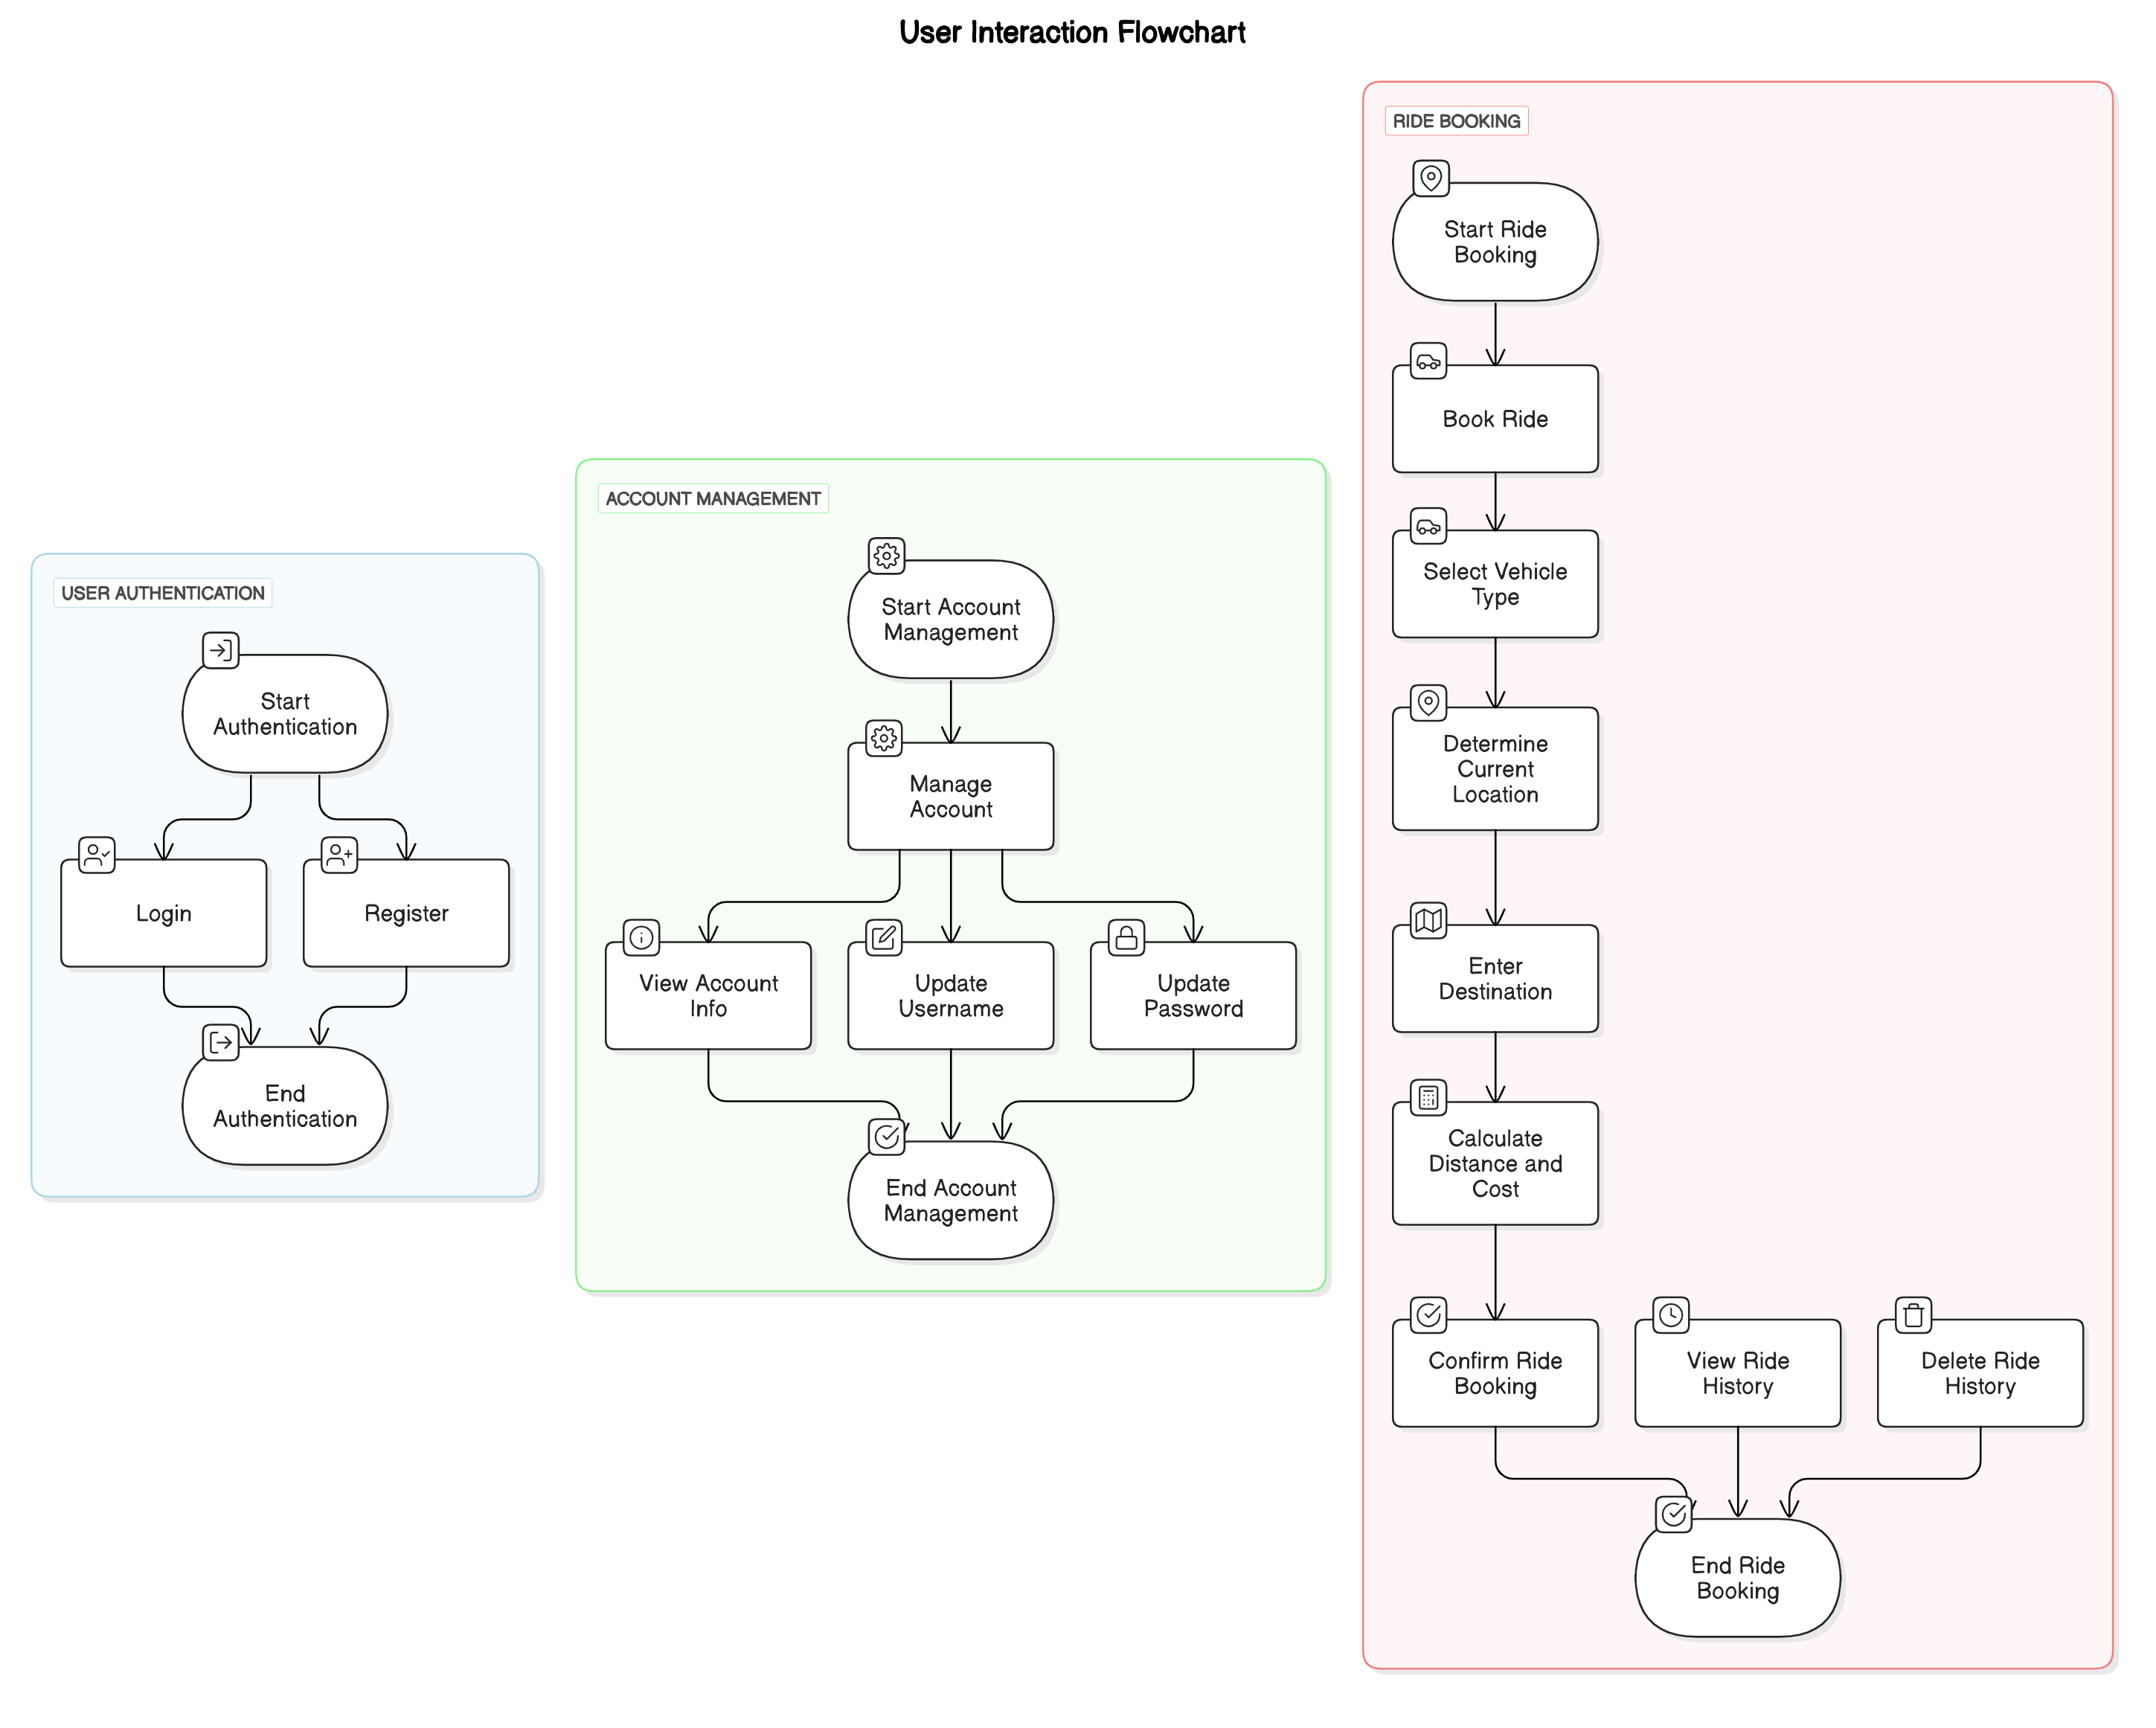 User Interaction Flowchart
USER AUTHENTICATION
Start
Authentication
Login
Register
End
Authentication
ACCOUNT MANAGEMENT
Start Account
Management
Manage
Account
View Account
Info
Update
Username
Update
Password
End Account
Management
RIDE BOOKING
Start Ride
Booking
Book Ride
Select Vehicle
Type
Determine
Current
Location
Enter
Destination
Calculate
Distance and
Cost
Confirm Ride
Booking
View Ride
History
Delete Ride
History
End Ride
Booking